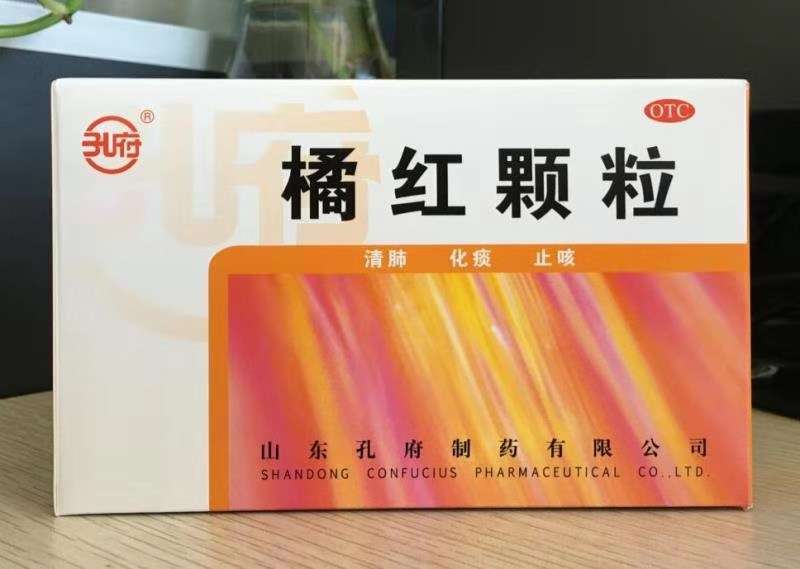 孔府®
OTC
橘红颗粒
清肺 化痰 止咳
山东孔府制药有限公司
SHANDONG CONFUCIUS PHARMACEUTICAL CO.,LTD.